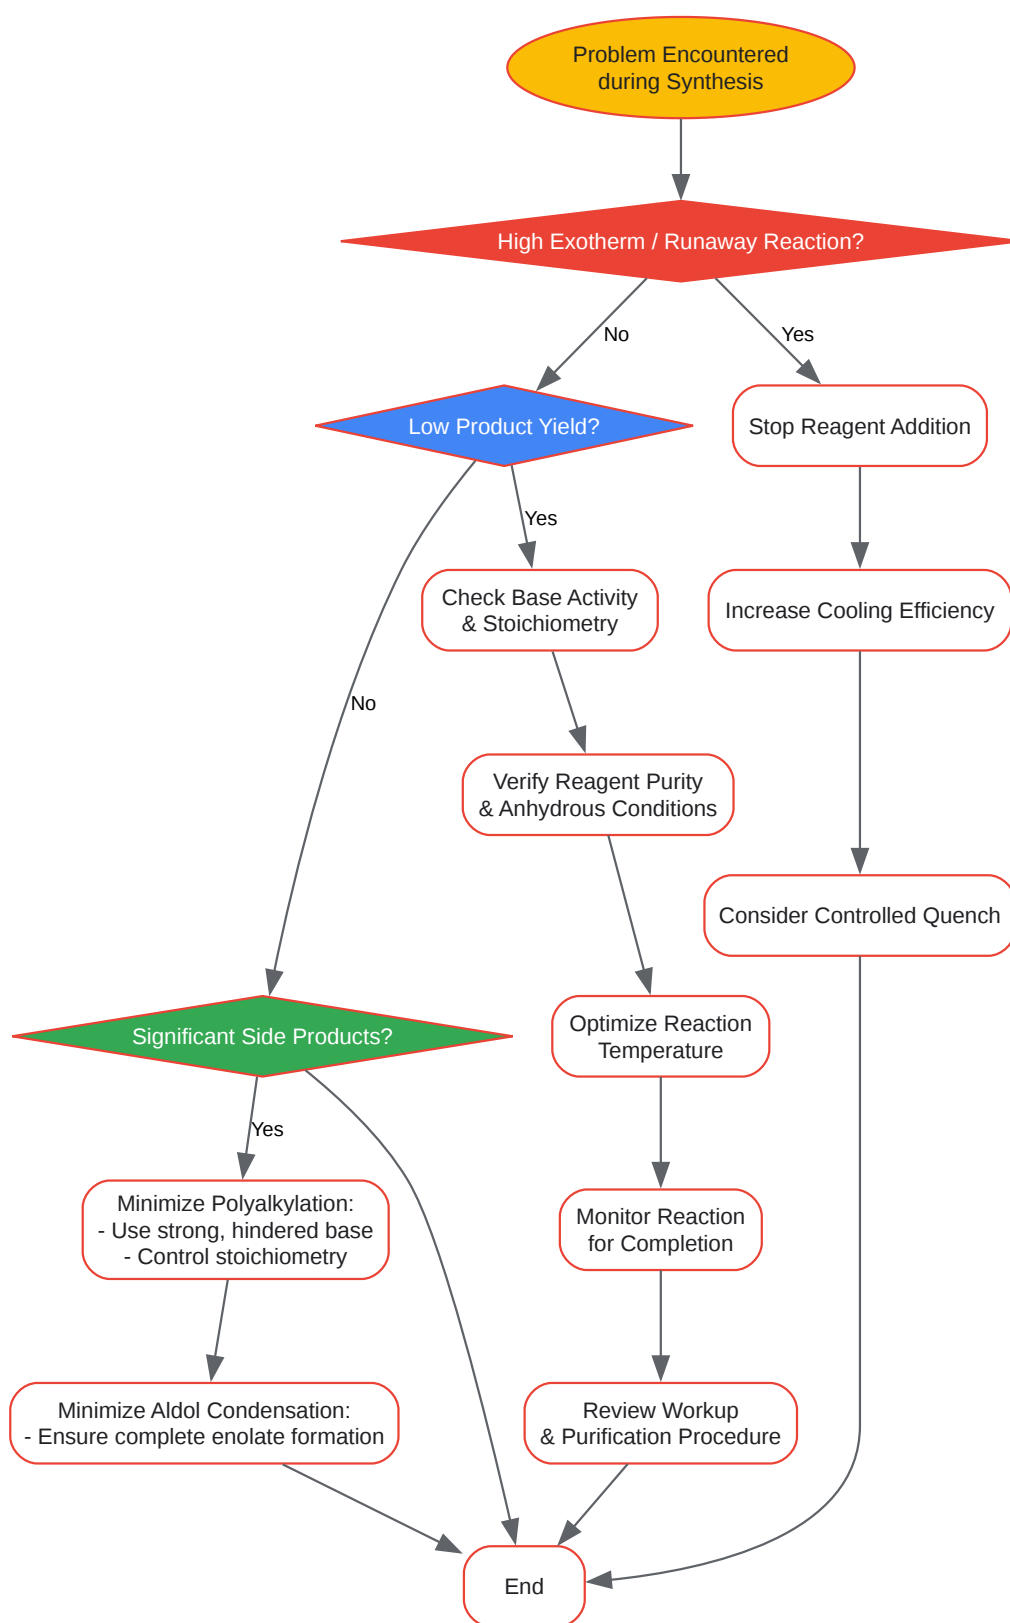 Problem Encountered
during Synthesis
High Exotherm / Runaway Reaction?
No
Yes
Low Product Yield?
Stop Reagent Addition
Yes
Check Base Activity
& Stoichiometry
Increase Cooling Efficiency
No
Verify Reagent Purity
& Anhydrous Conditions
Consider Controlled Quench
Significant Side Products?
Optimize Reaction
Temperature
Yes
Minimize Polyalkylation:
- Use strong, hindered base
- Control stoichiometry
Monitor Reaction
for Completion
Minimize Aldol Condensation:
- Ensure complete enolate formation
Review Workup
& Purification Procedure
End